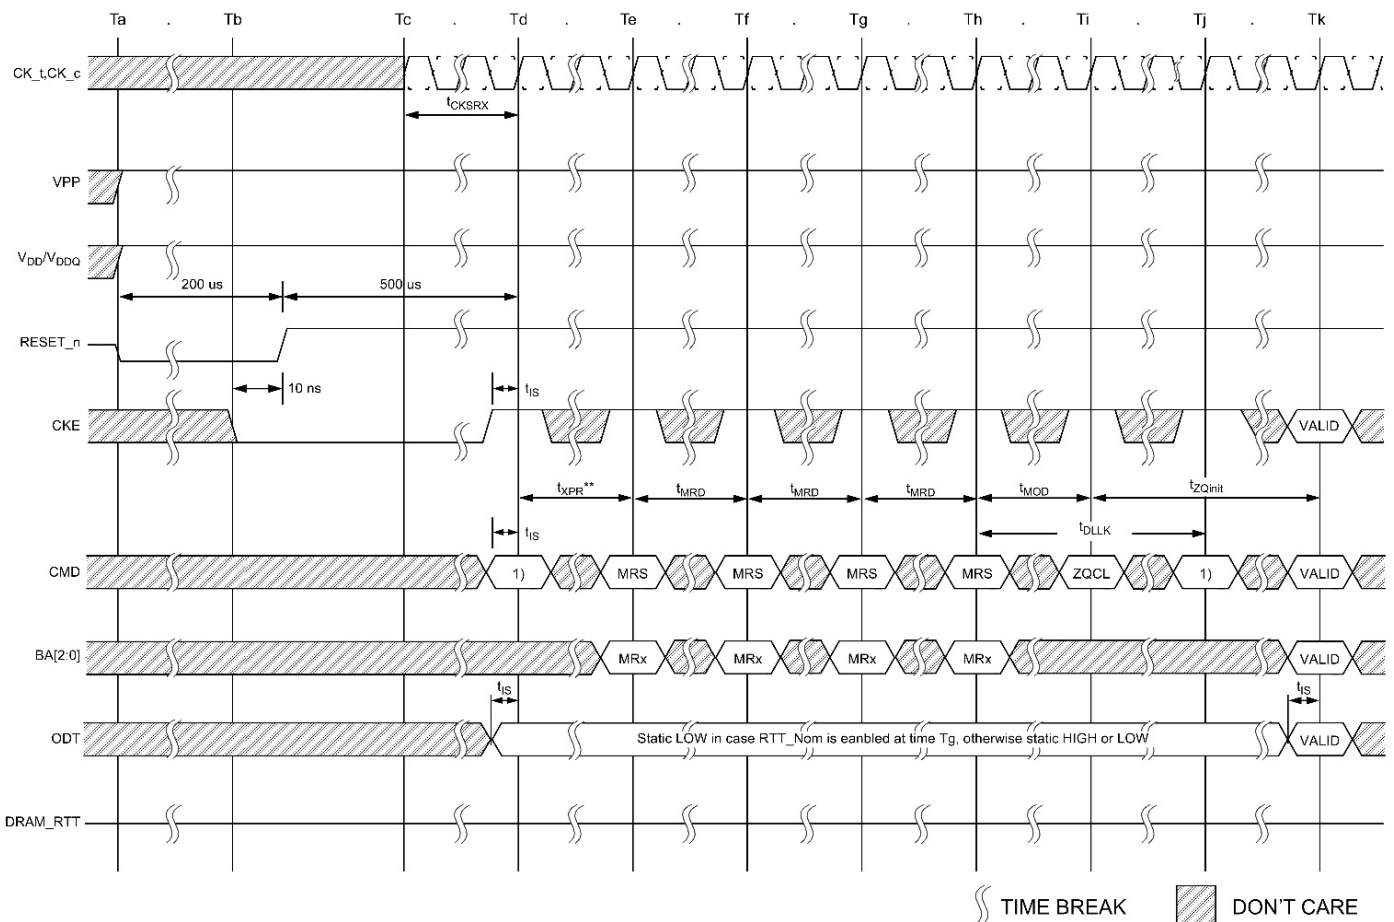 Ta . Tb Tc . Td . Te . Tf . Tg . Th . Ti . Tj . Tk
CK_t,CK_c
tCKSRX
VPP
VDD/VDDQ
200 us 500 us
RESET_n
10 ns tIS
CKE VALID
tXPR** tMRD tMRD tMRD tMOD tZQinit
tIS tDLLK
CMD 1) MRS MRS MRS MRS ZQCL 1) VALID
BA[2:0] MRx MRx MRx MRx VALID
tIS tIS
ODT Static LOW in case RTT_Nom is eanbled at time Tg, otherwise static HIGH or LOW VALID
DRAM_RTT
TIME BREAK DON'T CARE